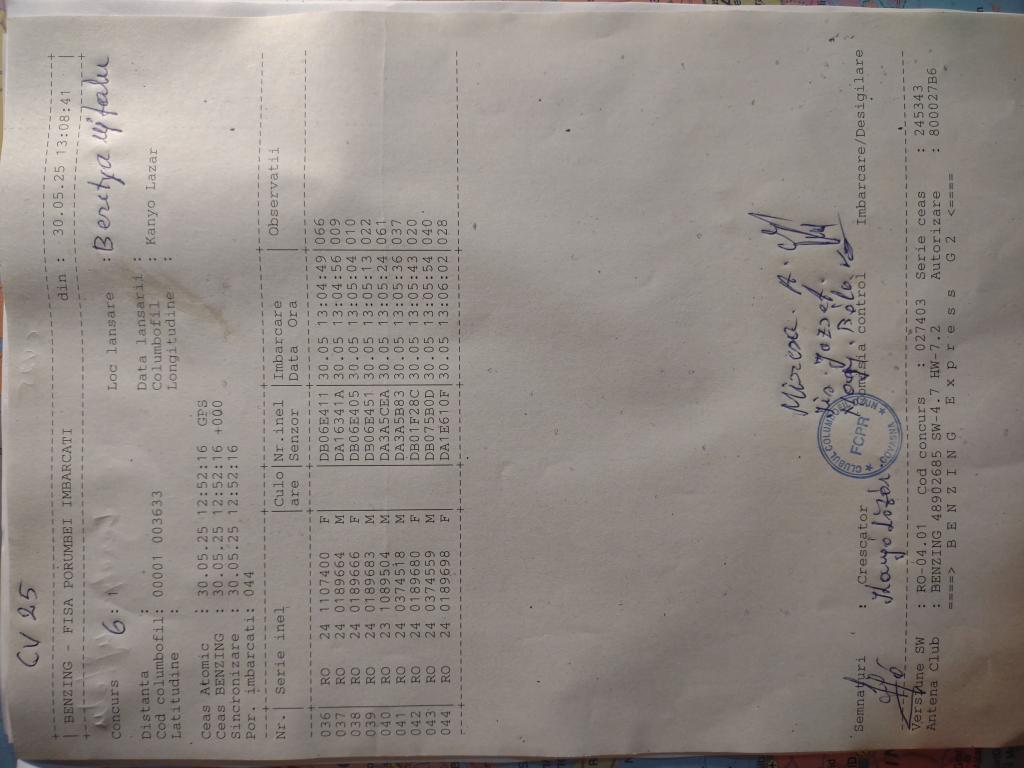 CV 25
| BENZING - FISA PORUMBEI IMBARCATI din : 30.05.25 13:08:41 |
Concurs 6: Loc lansare : Beretyaujfalu
Distanta : Data lansarii :
Cod columbofil: 00001 003633 Columbofil : Kanyo Lazar
Latitudine : Longitudine :
Ceas Atomic : 30.05.25 12:52:16 GPS
Ceas BENZING : 30.05.25 12:52:16 +000
Sincronizare : 30.05.25 12:52:16
Por. imbarcati: 044
Nr.| Serie inel |Culo|Nr.inel |Imbarcare | Observatii
|are |Senzor |Data Ora |
036| RO 24 1107400 F | |DB06E411|30.05 13:04:49|066
037| RO 24 0189664 M | |DA16341A|30.05 13:04:56|009
038| RO 24 0189666 F | |DB06E405|30.05 13:05:04|010
039| RO 24 0189683 M | |DB06E451|30.05 13:05:13|022
040| RO 23 1089504 M | |DA3A5CEA|30.05 13:05:24|061
041| RO 24 0374518 M | |DA3A5B83|30.05 13:05:36|037
042| RO 24 0189680 F | |DB01F28C|30.05 13:05:43|020
043| RO 24 0374559 M | |DB075B0D|30.05 13:05:54|040
044| RO 24 0189698 F | |DA1E610F|30.05 13:06:02|028
Mircea A.
József.
Semnaturi : Crescator Comisia control Imbarcare/Desigilare
Kanyó Lázár
FCPR
COVASNA
Versiune SW : RO-04.01 Cod concurs : 027403 Serie ceas : 245343
Antena Club : BENZING 48902685 SW-4.7 HW-7.2 Autorizare : 800027B6
====> B E N Z I N G E x p r e s s G 2 <====